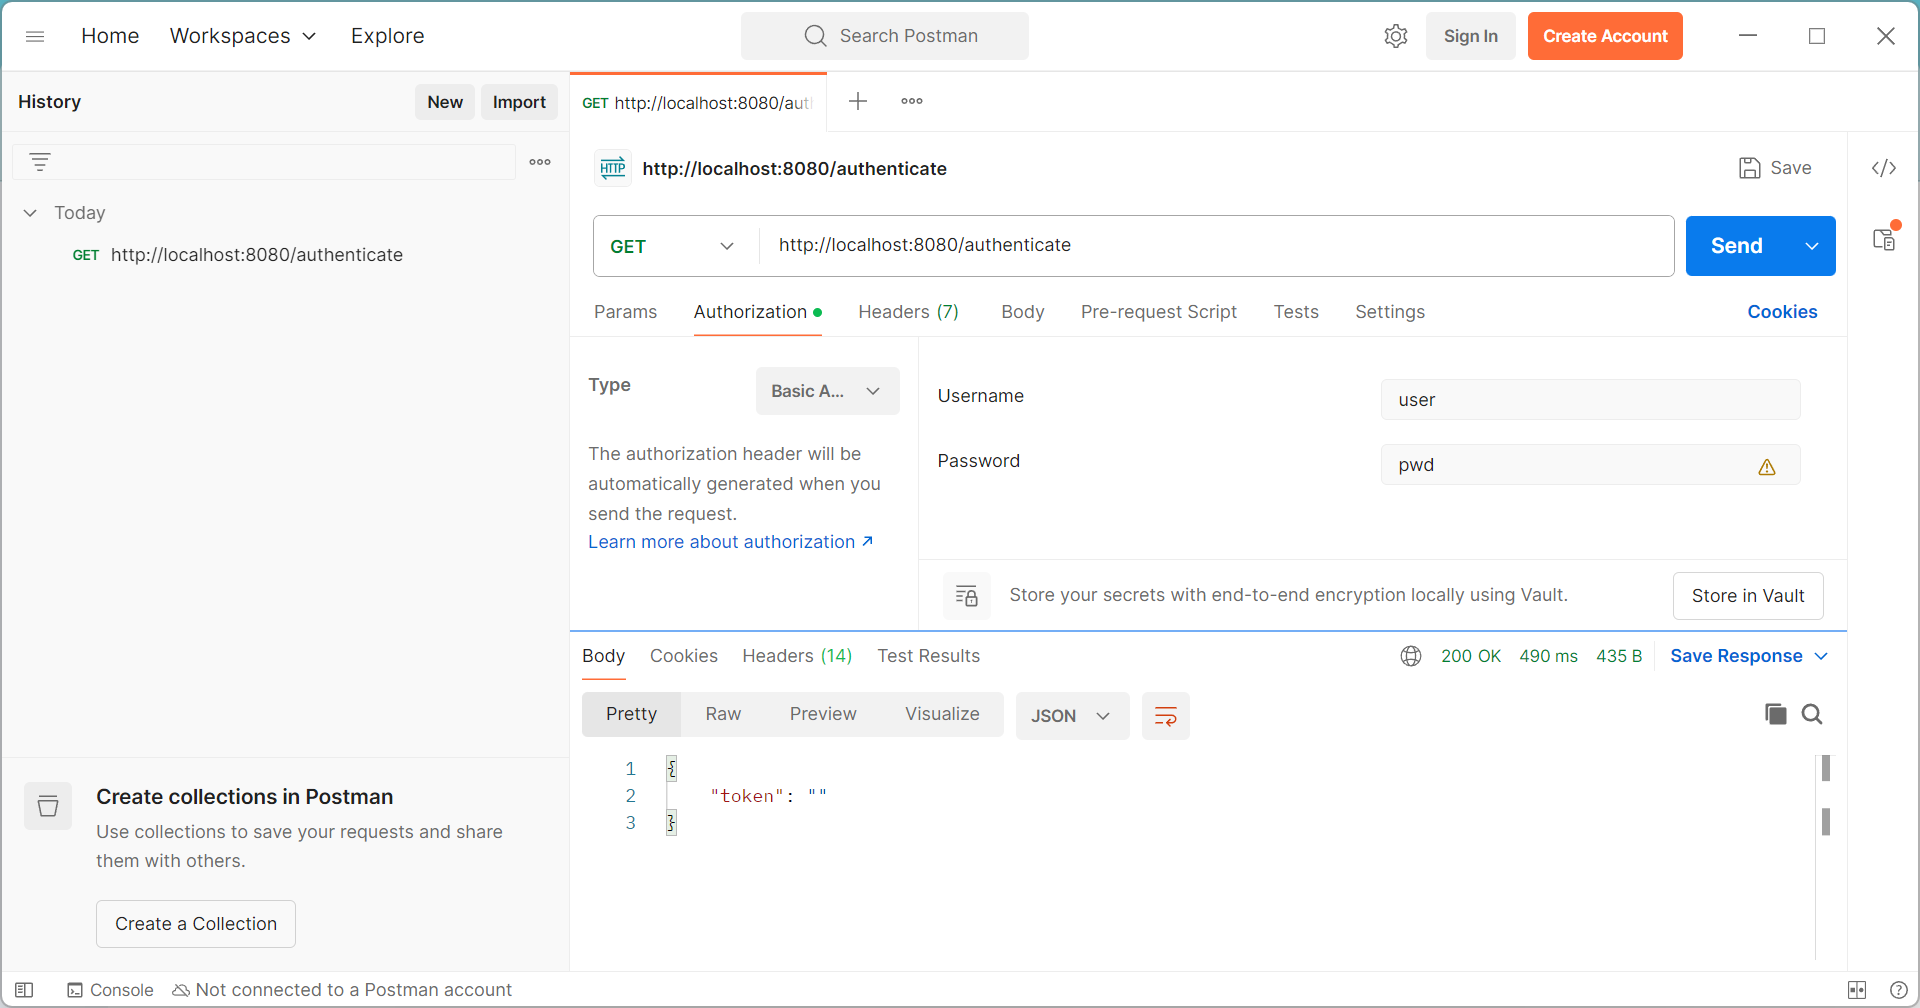 Home Workspaces Explore
Search Postman
Sign In Create Account
History New Import
GET http://localhost:8080/aut
Today
GET http://localhost:8080/authenticate
HTTP http://localhost:8080/authenticate
Save
GET http://localhost:8080/authenticate
Send
Params Authorization Headers (7) Body Pre-request Script Tests Settings Cookies
Type Basic A...
The authorization header will be
automatically generated when you
send the request.
Learn more about authorization
Username user
Password pwd
Store your secrets with end-to-end encryption locally using Vault. Store in Vault
Body Cookies Headers (14) Test Results
200 OK 490 ms 435 B Save Response
Pretty Raw Preview Visualize JSON
1 {
2 "token": ""
3 }
Create collections in Postman
Use collections to save your requests and share
them with others.
Create a Collection
Console Not connected to a Postman account